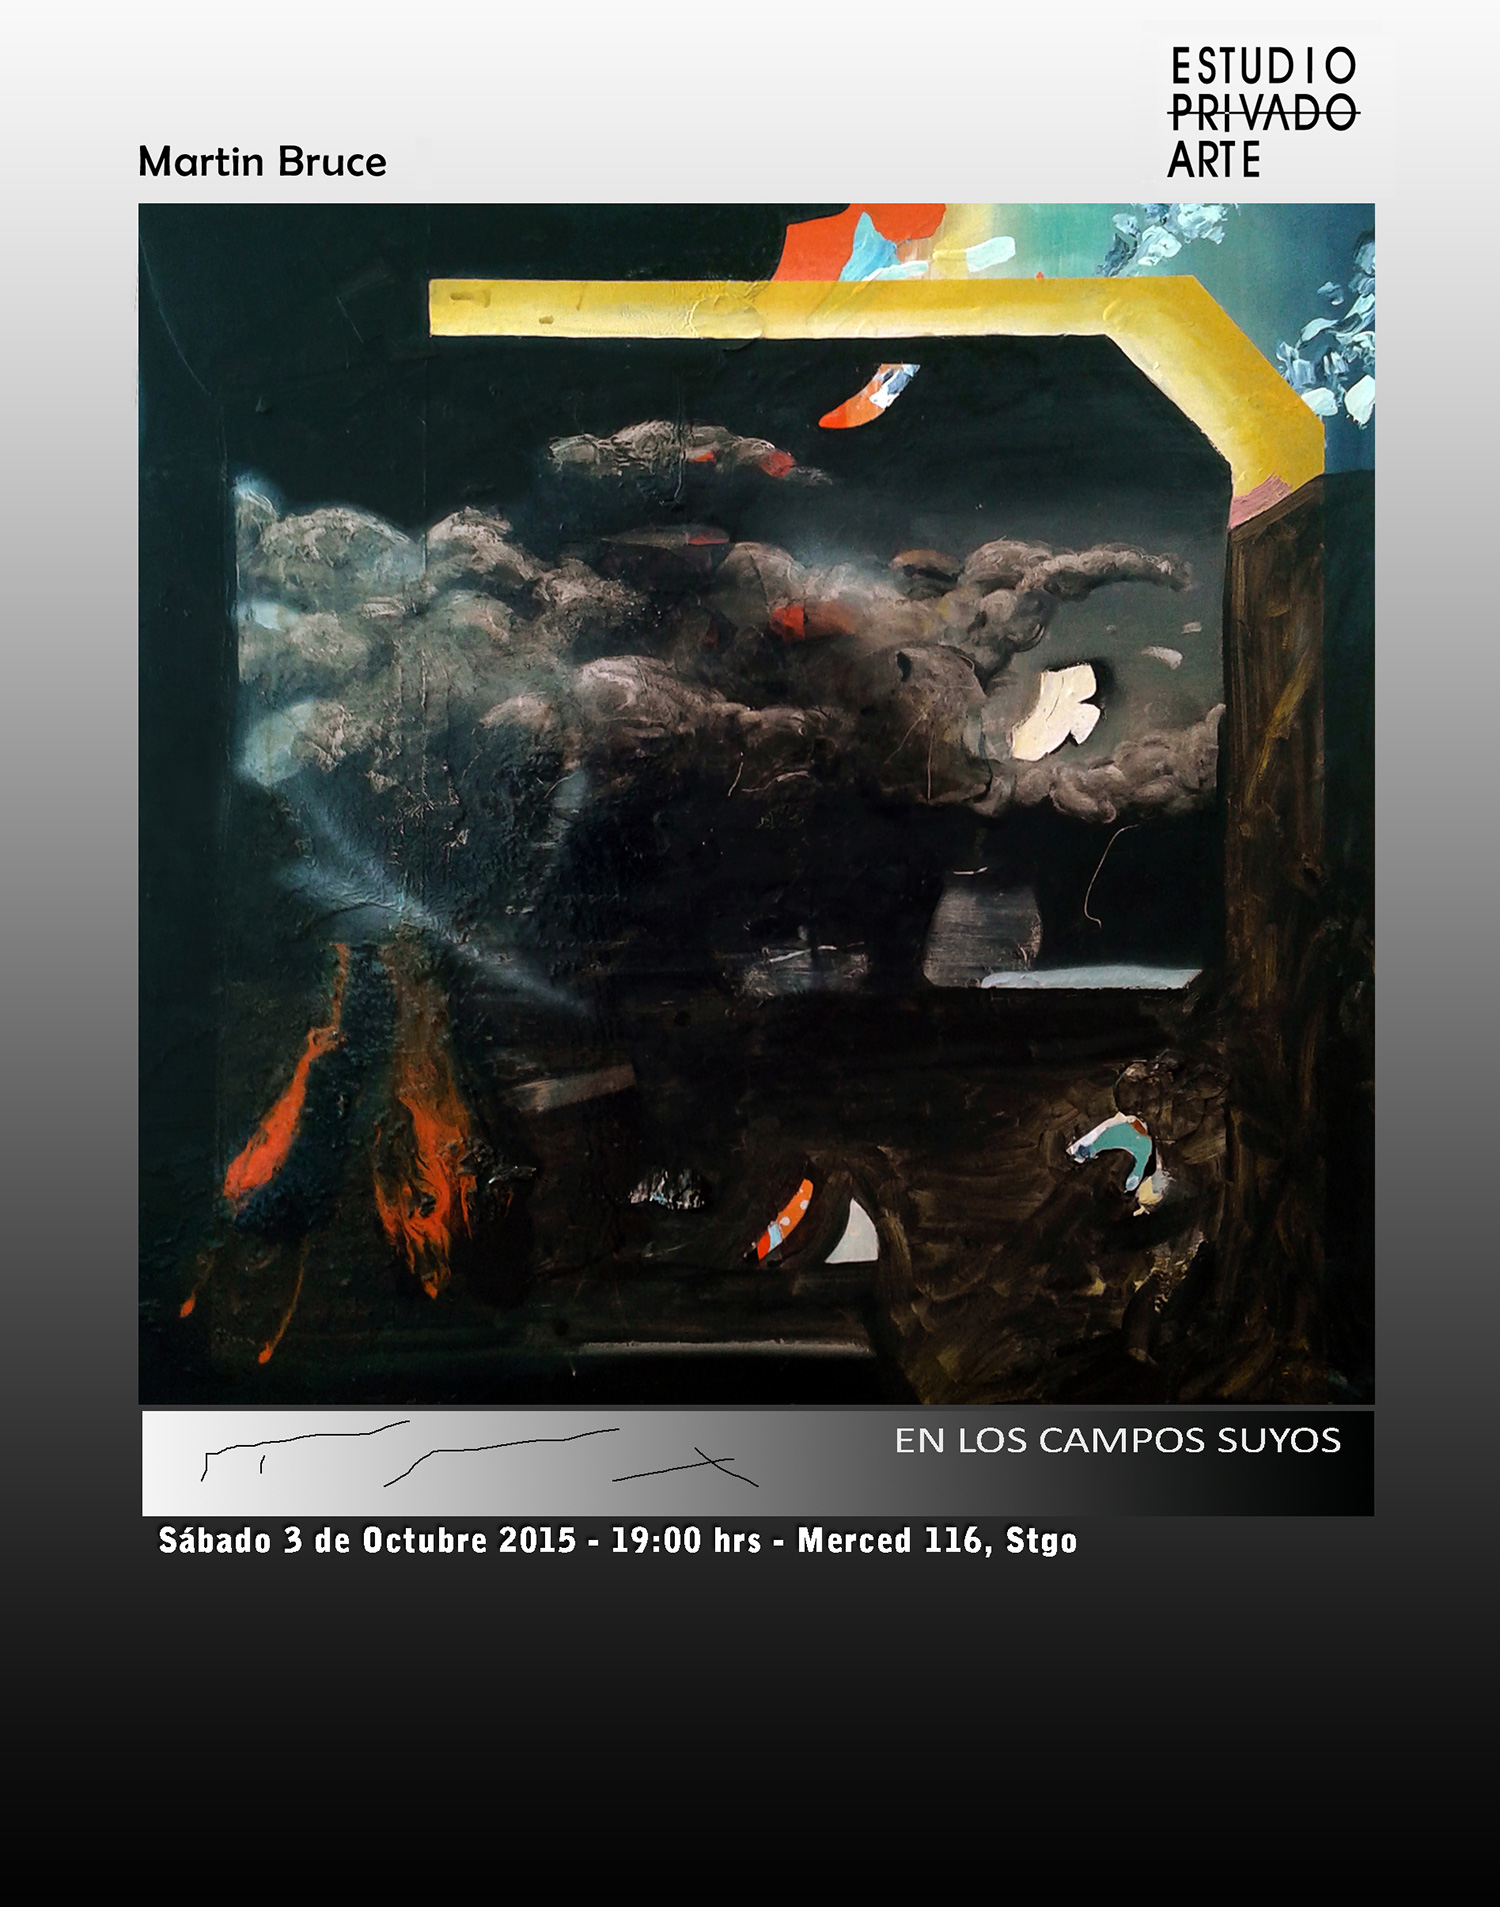 ESTUDIO
PRIVADO
ARTE
Martin Bruce
EN LOS CAMPOS SUYOS
Sábado 3 de Octubre 2015 - 19:00 hrs - Merced 116, Stgo